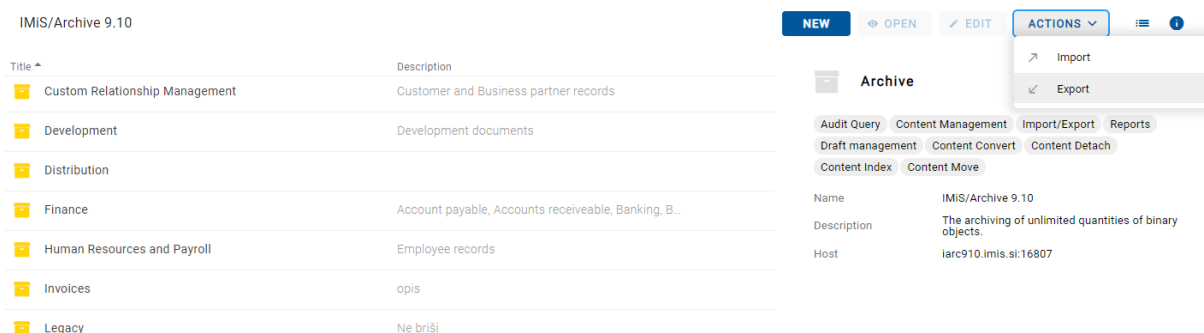 IMiS/Archive 9.10
NEW OPEN EDIT ACTIONS
Import
Export
Title Description
Custom Relationship Management Customer and Business partner records
Development Development documents
Distribution
Finance Account payable, Accounts receiveable, Banking, B...
Human Resources and Payroll Employee records
Invoices opis
Legacy Ne briši
Archive
Audit Query Content Management Import/Export Reports
Draft management Content Convert Content Detach
Content Index Content Move
Name IMiS/Archive 9.10
Description The archiving of unlimited quantities of binary
objects.
Host iarc910.imis.si:16807